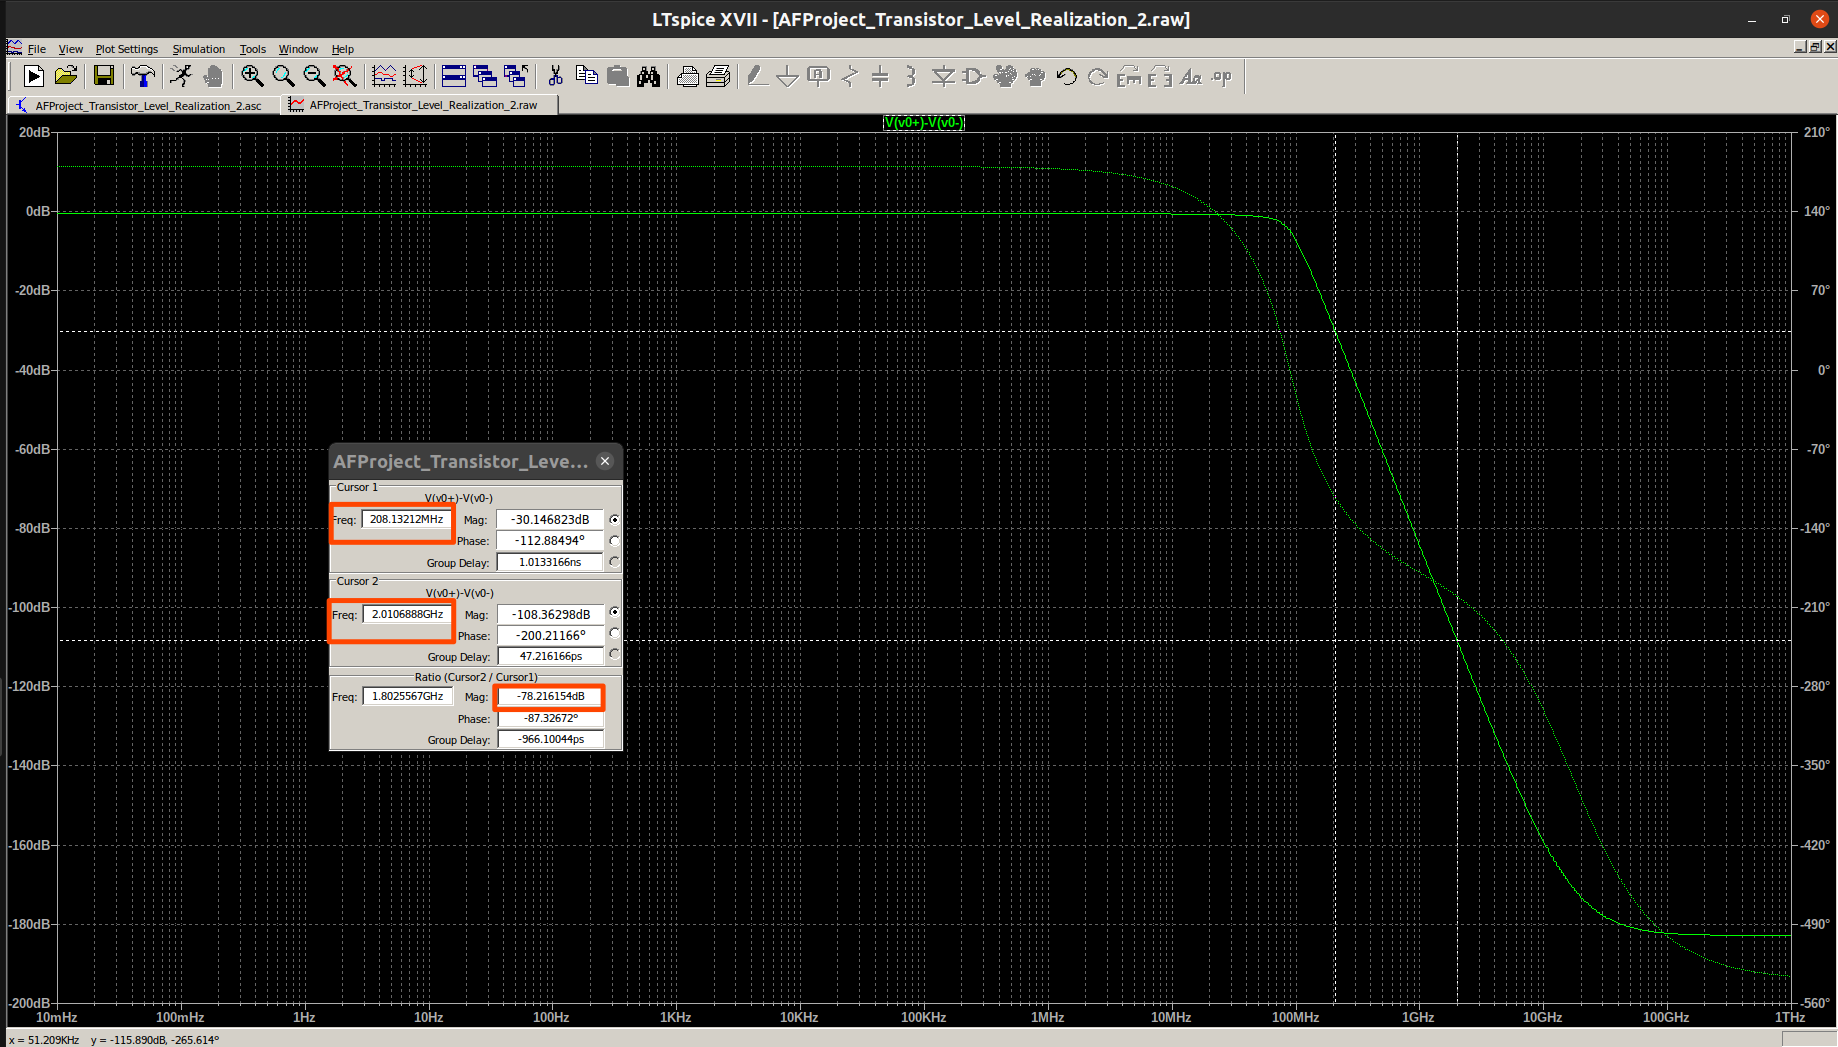 LTspice XVII - [AFProject_Transistor_Level_Realization_2.raw]
File View Plot Settings Simulation Tools Window Help
AFProject_Transistor_Level_Realization_2.asc
AFProject_Transistor_Level_Realization_2.raw
V(v0+)-V(v0-)
20dB
0dB
-20dB
-40dB
-60dB
-80dB
-100dB
-120dB
-140dB
-160dB
-180dB
-200dB
210°
140°
70°
0°
-70°
-140°
-210°
-280°
-350°
-420°
-490°
-560°
10mHz 100mHz 1Hz 10Hz 100Hz 1KHz 10KHz 100KHz 1MHz 10MHz 100MHz 1GHz 10GHz 100GHz 1THz
AFProject_Transistor_Leve...
Cursor 1
V(v0+)-V(v0-)
Freq: 208.13212MHz Mag: -30.146823dB
Phase: -112.88494°
Group Delay: 1.0133166ns
Cursor 2
V(v0+)-V(v0-)
Freq: 2.0106888GHz Mag: -108.36298dB
Phase: -200.21166°
Group Delay: 47.216166ps
Ratio (Cursor2 / Cursor1)
Freq: 1.8025567GHz Mag: -78.216154dB
Phase: -87.32672°
Group Delay: -966.10044ps
x = 51.209KHz y = -115.890dB, -265.614°